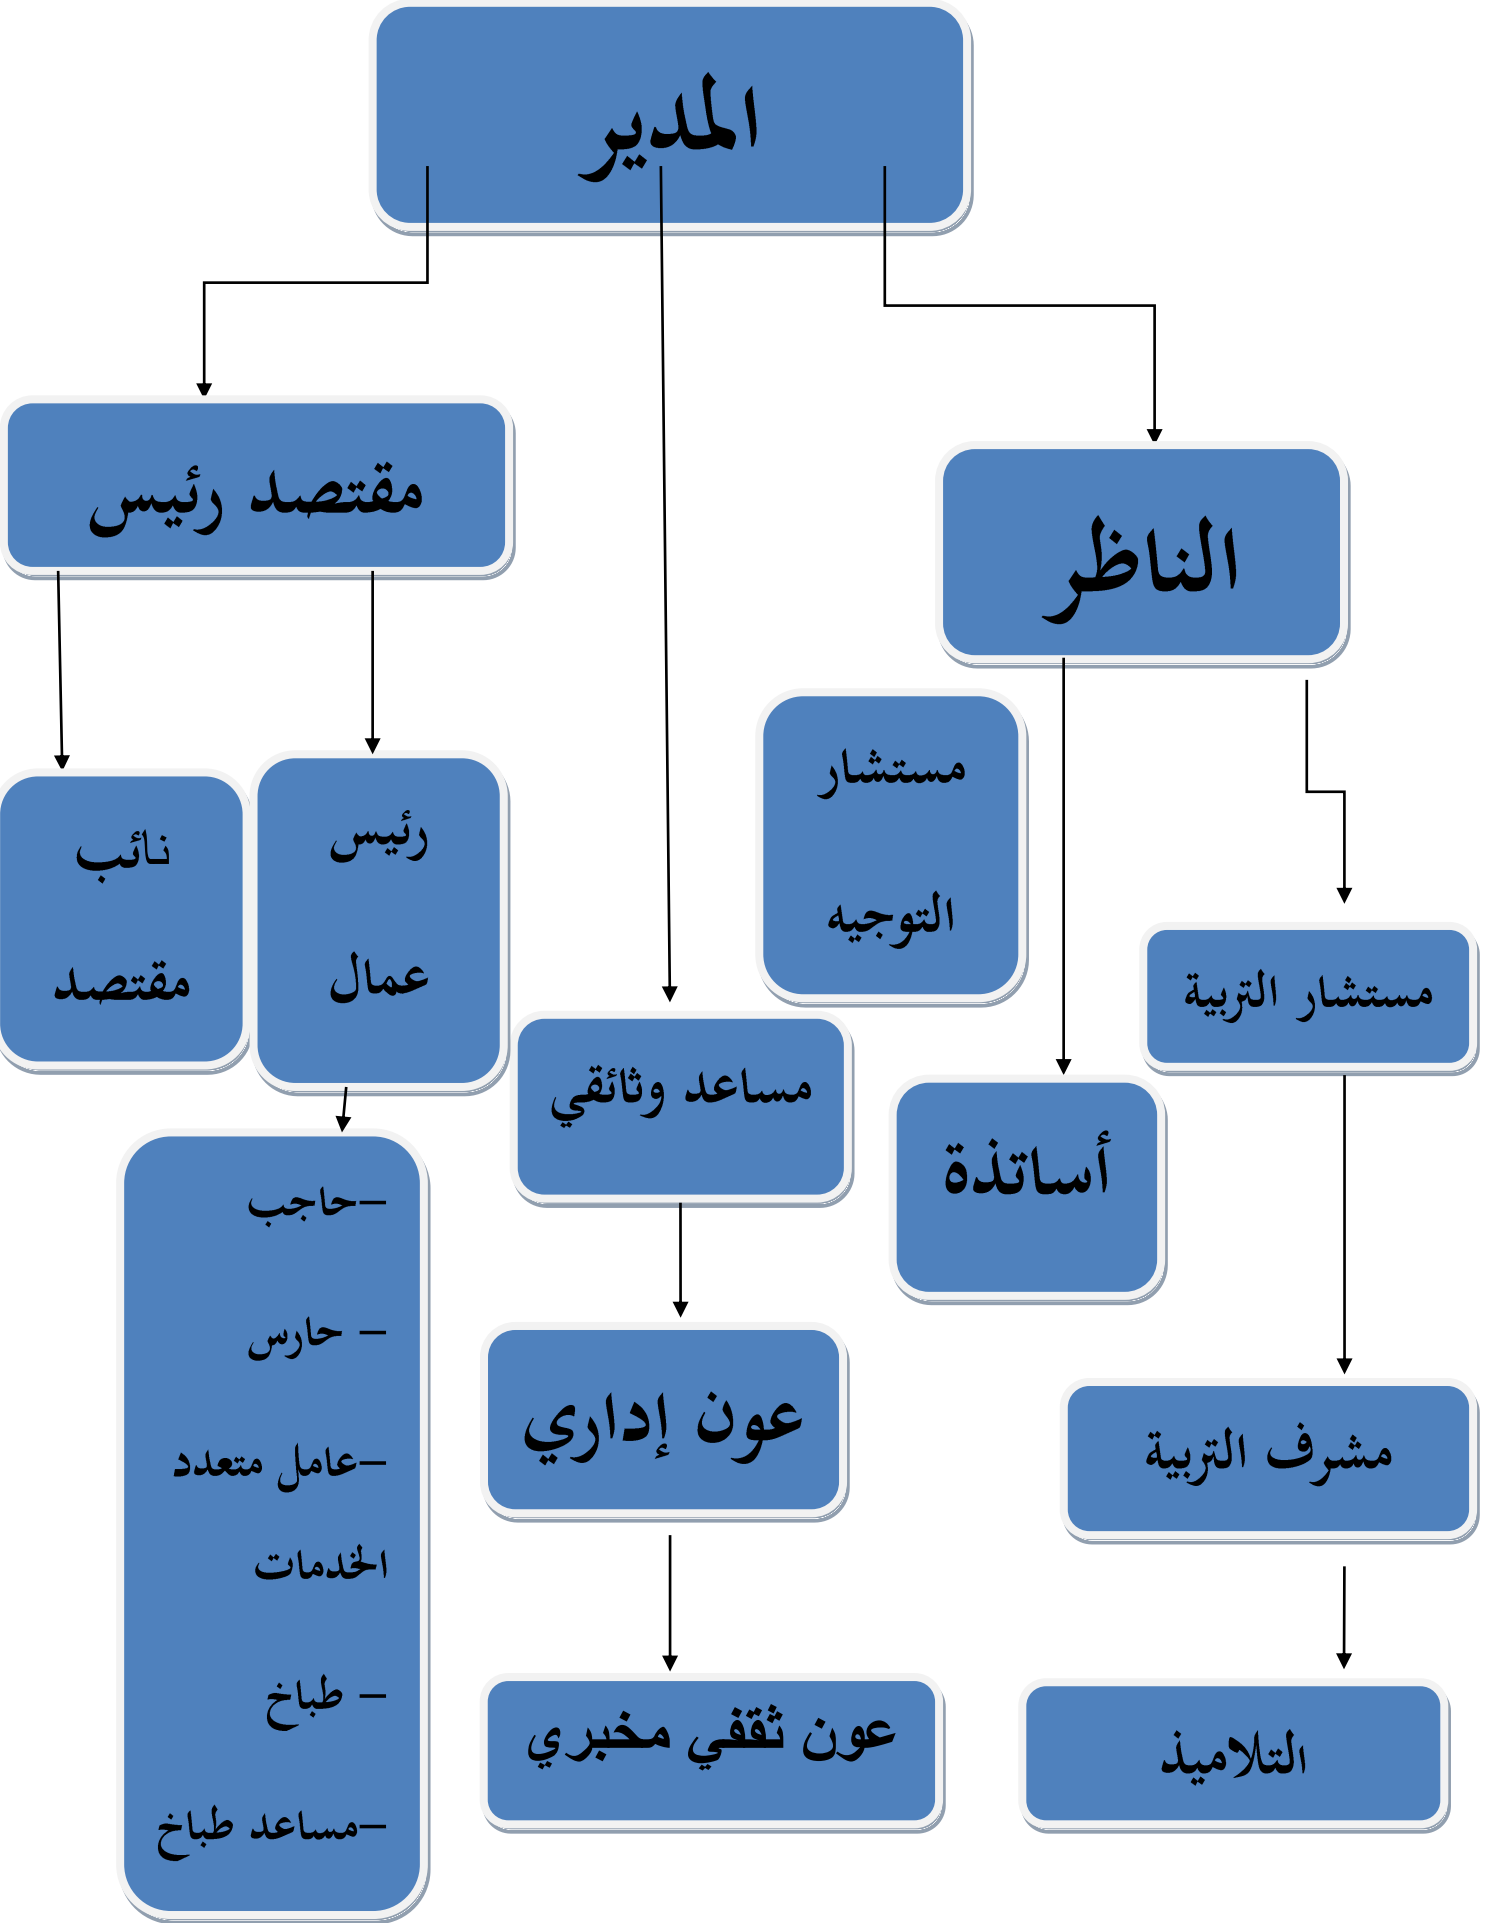 المدير
مقتصد رئيس
الناظر
مستشار
التوجيه
رئيس
عمال
نائب
مقتصد
مستشار التربية
مساعد وثائقي
أساتذة
-حاجب
- حارس
-عامل متعدد
الخدمات
- طباخ
-مساعد طباخ
عون إداري
مشرف التربية
عون ثقفي مخبري
التلاميذ